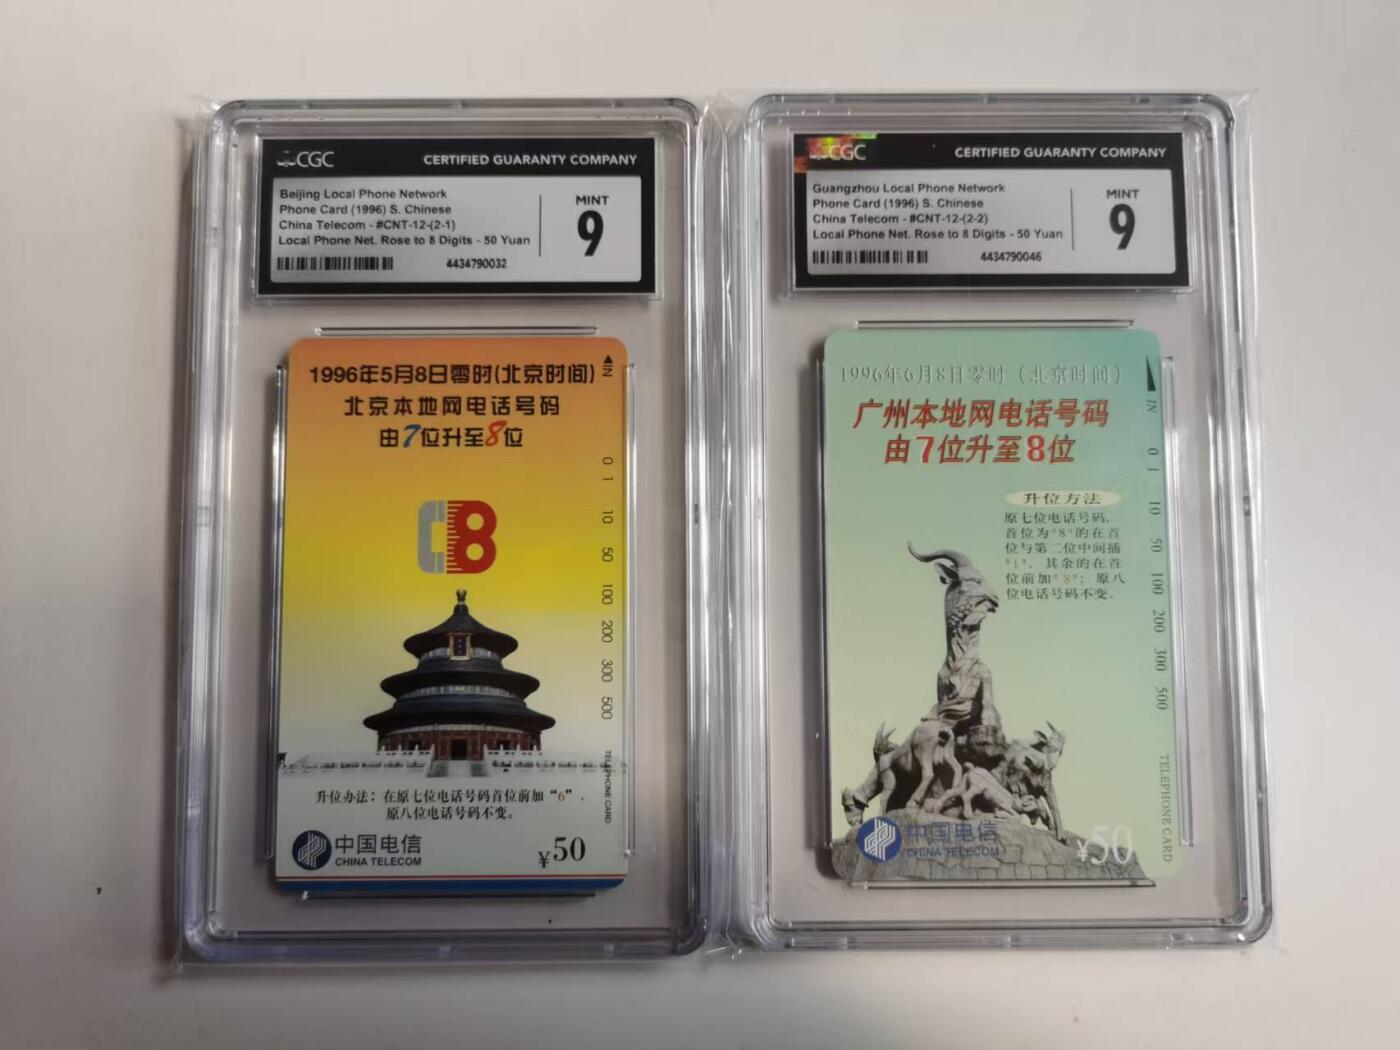 CGC
CERTIFIED GUARANTY COMPANY
Beijing Local Phone Network
Phone Card (1996) S. Chinese
China Telecom - #CNT-12-(2-1)
Local Phone Net. Rose to 8 Digits - 50 Yuan
4434790032
MINT
9
1996年5月8日零时(北京时间)
北京本地网电话号码
由7位升至8位
IN
0 1 10 50 100 200 300 500
TELEPHONE CARD
8
升位办法：在原七位电话号码首位前加“6”，
原八位电话号码不变。
中国电信
CHINA TELECOM
¥50
CGC
CERTIFIED GUARANTY COMPANY
Guangzhou Local Phone Network
Phone Card (1996) S. Chinese
China Telecom - #CNT-12-(2-2)
Local Phone Net. Rose to 8 Digits - 50 Yuan
4434790046
MINT
9
1996年6月8日零时（北京时间）
广州本地网电话号码
由7位升至8位
IN
0 1 10 50 100 200 300 500
TELEPHONE CARD
升位方法
原七位电话号码，
首位为"8"的在首
位与第二位中间插
"1"，其余的在首
位前加"8"；原八
位电话号码不变。
中国电信
CHINA TELECOM
¥50